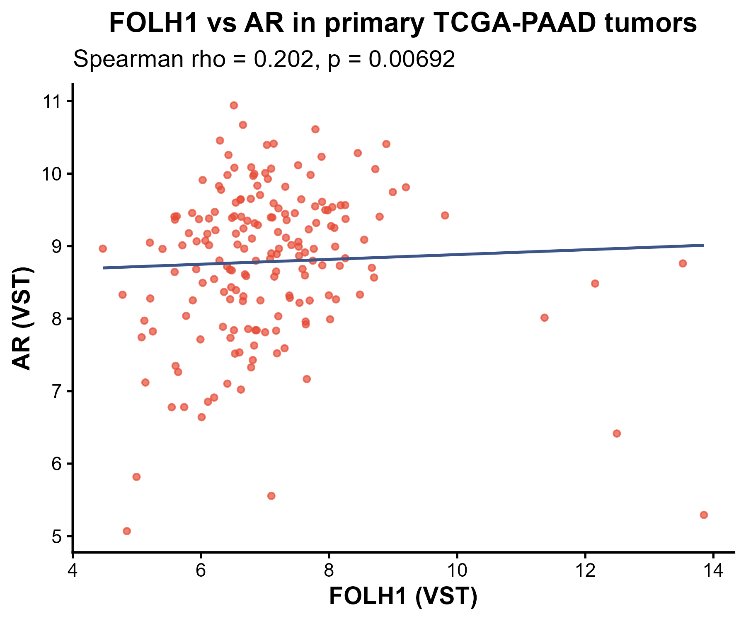 FOLH1 vs AR in primary TCGA-PAAD tumors
Spearman rho = 0.202, p = 0.00692
11
10
9
8
7
6
5
AR (VST)
4 6 8 10 12 14
FOLH1 (VST)